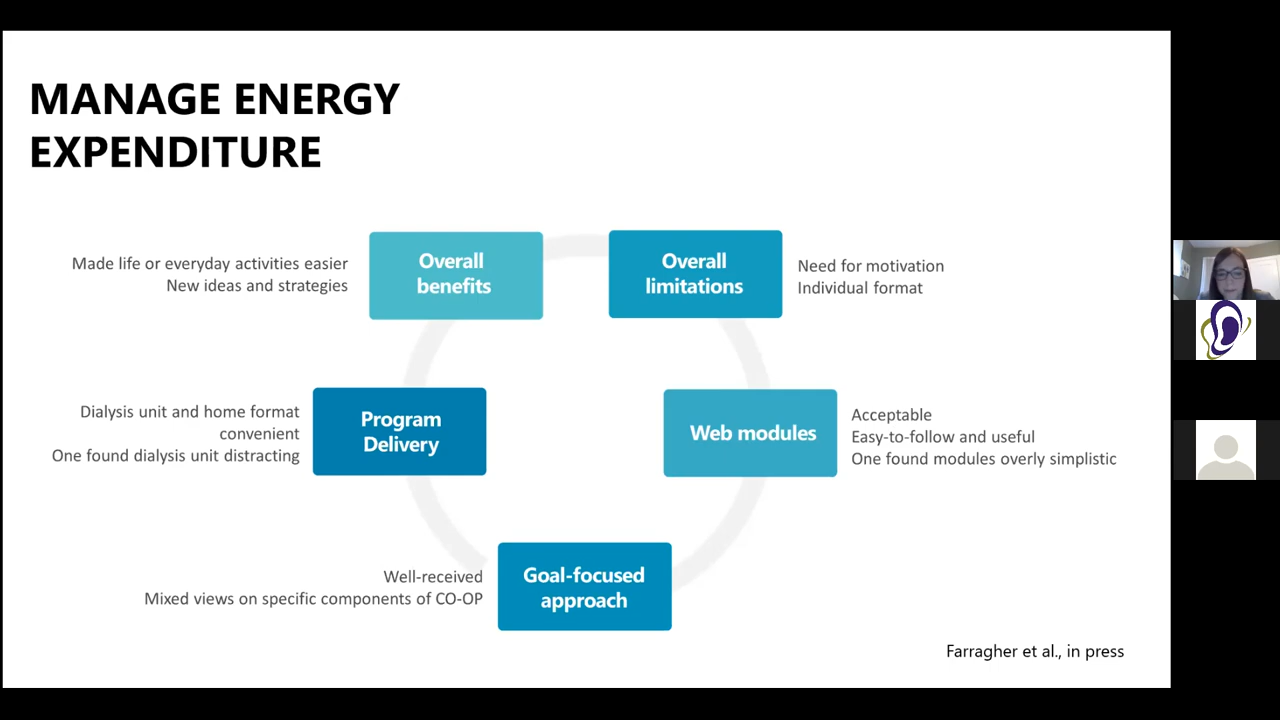 MANAGE ENERGY
EXPENDITURE
Made life or everyday activities easier
New ideas and strategies
Overall
benefits
Overall
limitations
Need for motivation
Individual format
Dialysis unit and home format
convenient
One found dialysis unit distracting
Program
Delivery
Web modules
Acceptable
Easy-to-follow and useful
One found modules overly simplistic
Well-received
Mixed views on specific components of CO-OP
Goal-focused
approach
Farragher et al., in press